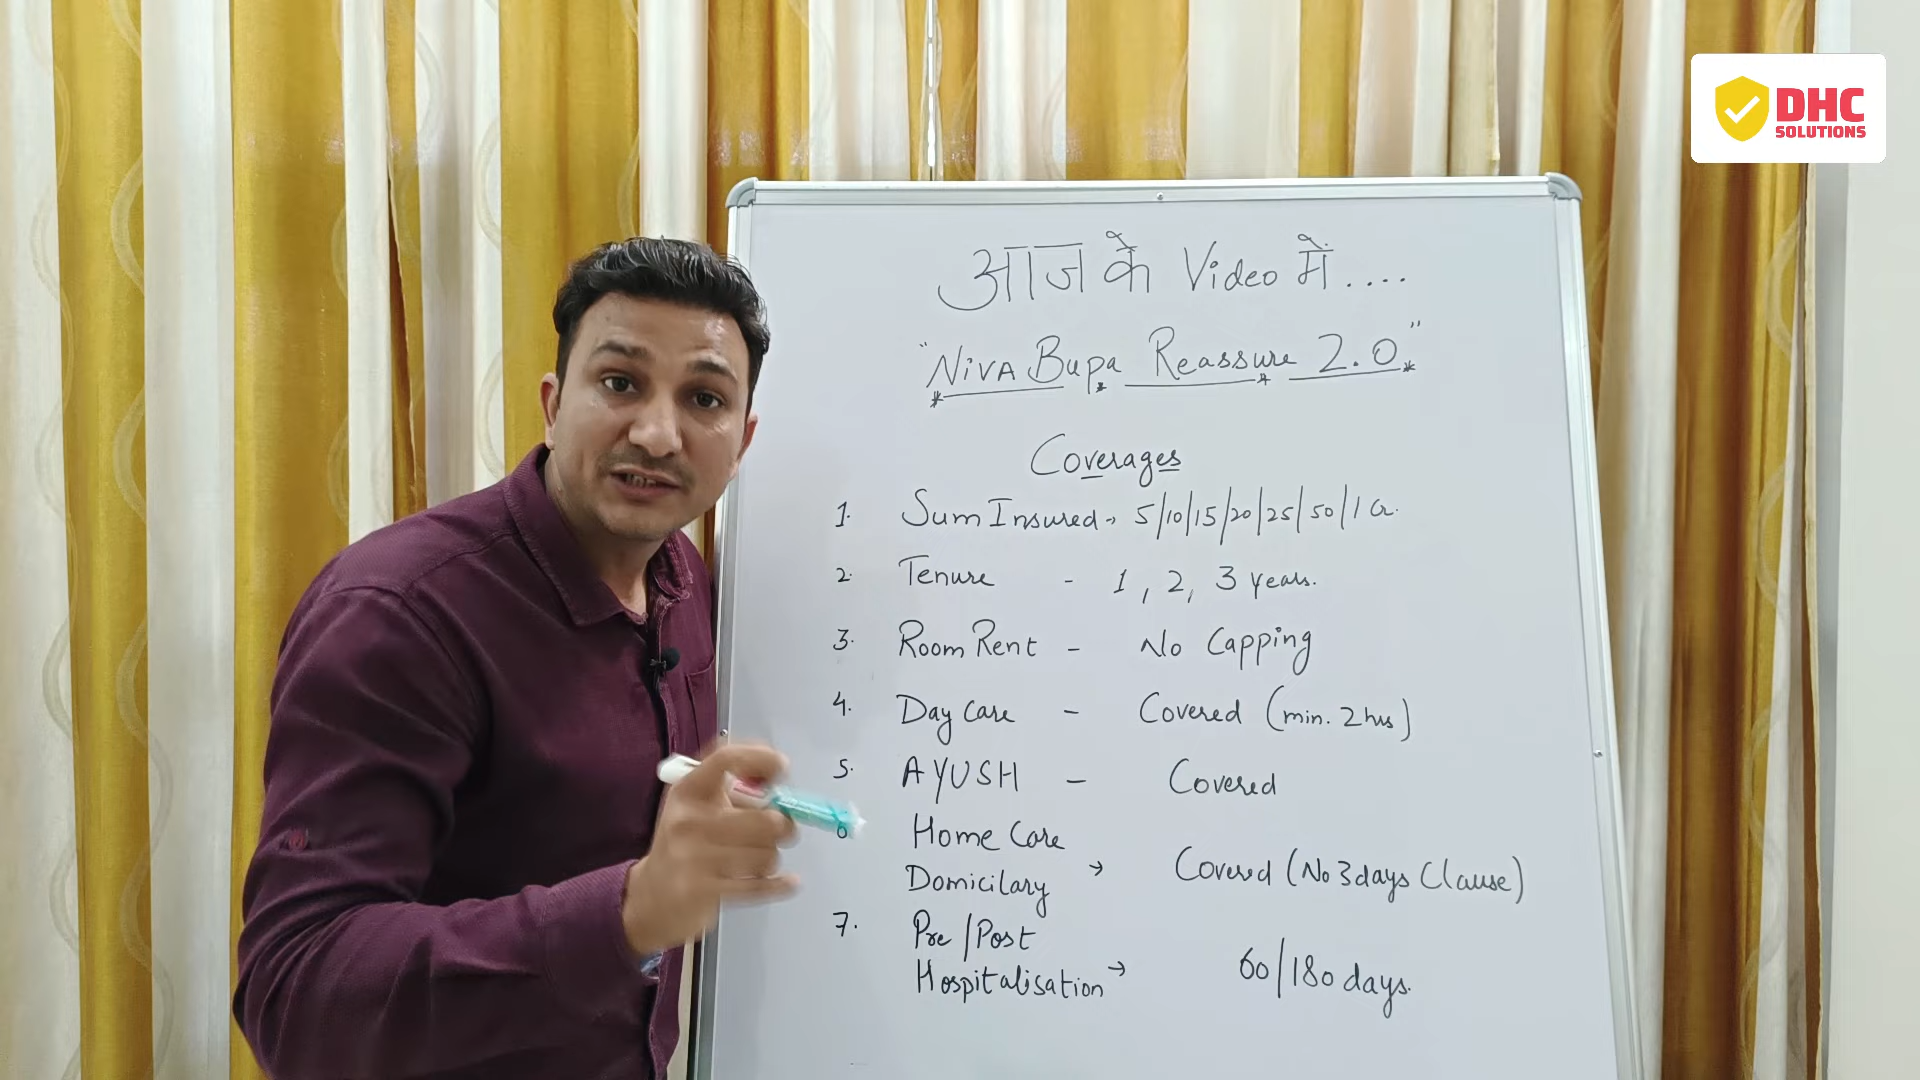 DHC
SOLUTIONS
आज के Video में....
"NIVA Bupa Reassure 2.0"
Coverages
1. Sum Insured → 5/10/15/20/25/50/1 Cr.
2. Tenure - 1, 2, 3 years.
3. Room Rent - No Capping
4. Day Care - Covered (min. 2 hrs)
5. AYUSH - Covered
6 Home Care
Domicilary → Covered (No 3 days Clause)
7. Pre/Post
Hospitalisation → 60/180 days.